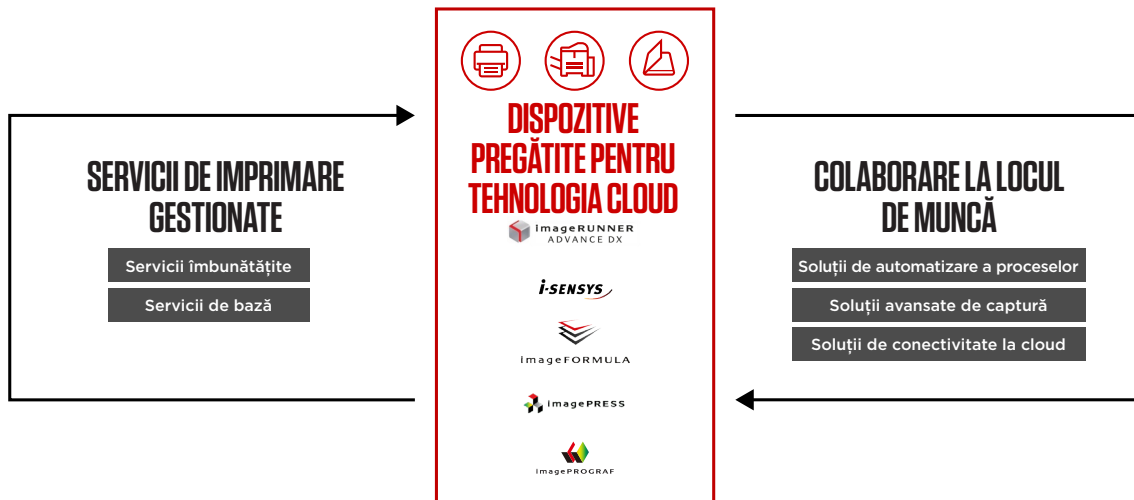 SERVICII DE IMPRIMARE
GESTIONATE
Servicii îmbunătățite
Servicii de bază
DISPOZITIVE
PREGĂTITE PENTRU
TEHNOLOGIA CLOUD
imageRUNNER
ADVANCE DX
i-SENSYS
imageFORMULA
imagePRESS
imagePROGRAF
COLABORARE LA LOCUL
DE MUNCĂ
Soluții de automatizare a proceselor
Soluții avansate de captură
Soluții de conectivitate la cloud